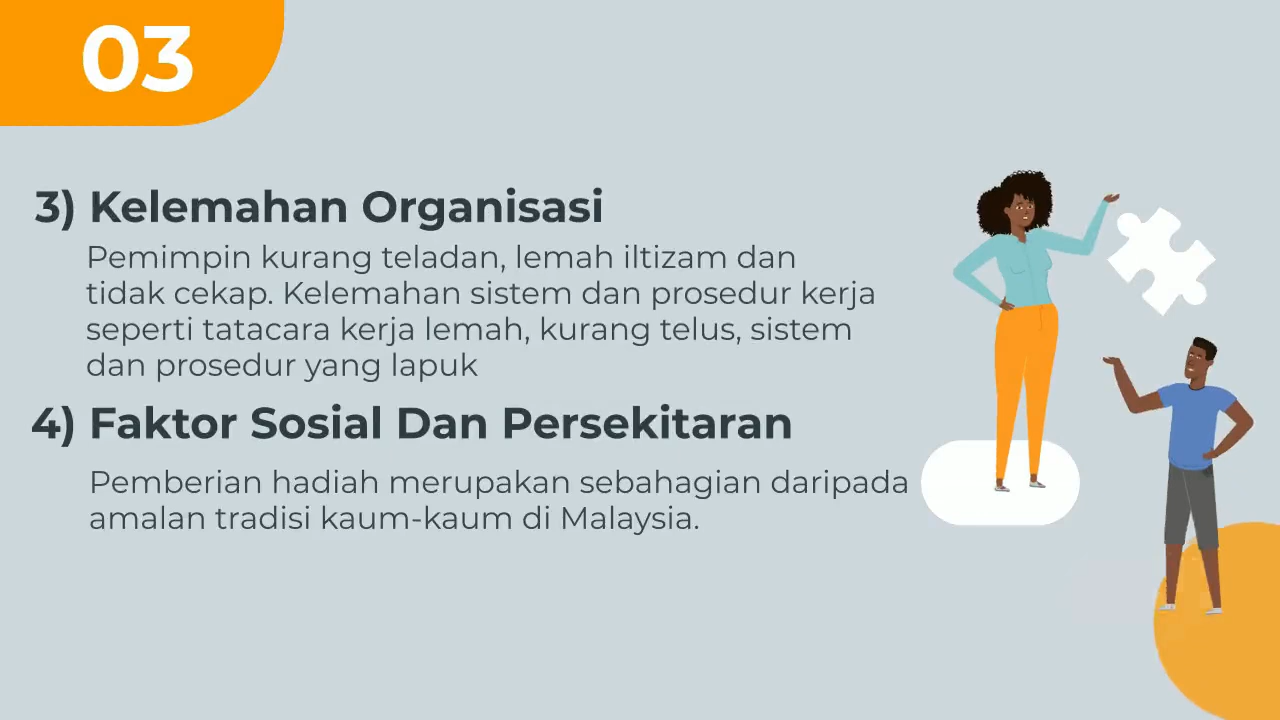 03
3) Kelemahan Organisasi
Pemimpin kurang teladan, lemah iltizam dan
tidak cekap. Kelemahan sistem dan prosedur kerja
seperti tatacara kerja lemah, kurang telus, sistem
dan prosedur yang lapuk
4) Faktor Sosial Dan Persekitaran
Pemberian hadiah merupakan sebahagian daripada
amalan tradisi kaum-kaum di Malaysia.